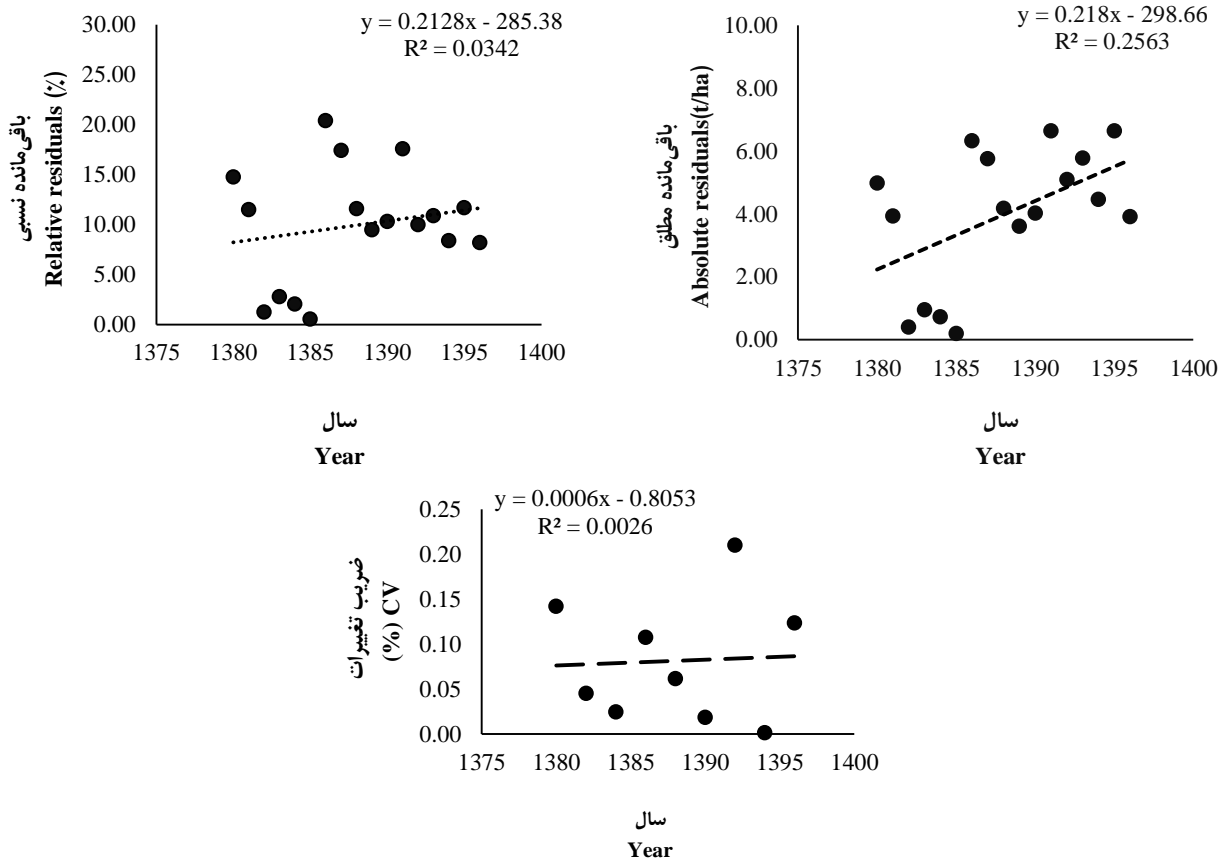 y = 0.2128x - 285.38
R² = 0.0342
30.00
25.00
20.00
15.00
10.00
5.00
0.00
باقی‌مانده نسبی
Relative residuals (%)
1375 1380 1385 1390 1395 1400
سال
Year
y = 0.218x - 298.66
R² = 0.2563
10.00
8.00
6.00
4.00
2.00
0.00
باقی‌مانده مطلق
Absolute residuals(t/ha)
1375 1380 1385 1390 1395 1400
سال
Year
y = 0.0006x - 0.8053
R² = 0.0026
0.25
0.20
0.15
0.10
0.05
0.00
ضریب تغییرات
(%) CV
1375 1380 1385 1390 1395 1400
سال
Year